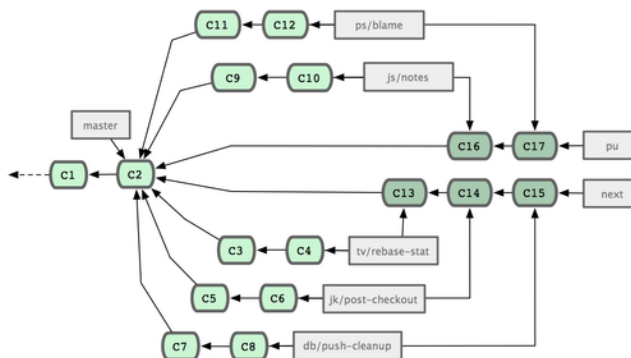 C11 C12 ps/blame
C9 C10 js/notes
master
C16 C17 pu
C1 C2
C13 C14 C15 next
C3 C4 tv/rebase-stat
C5 C6 jk/post-checkout
C7 C8 db/push-cleanup